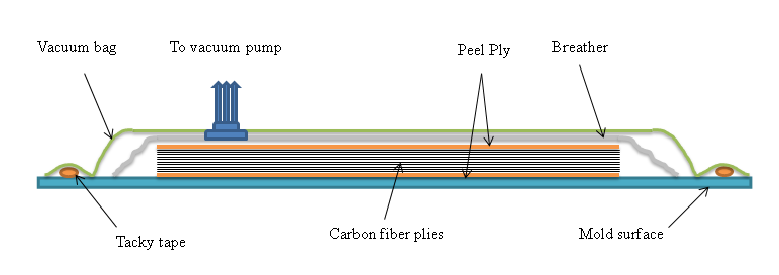 Vacuum bag
To vacuum pump
Peel Ply
Breather
Tacky tape
Carbon fiber plies
Mold surface